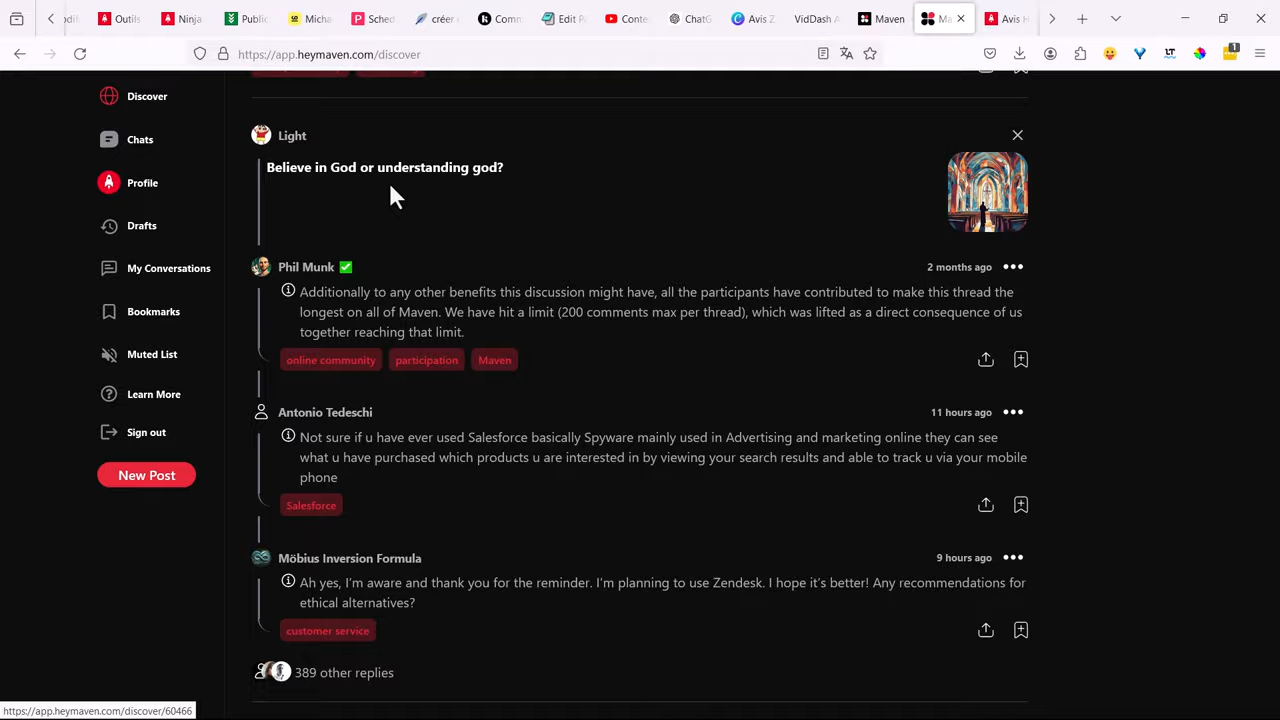 Outils
Ninja
Public
Micha
Sched
créer
Comm
Edit P
Conte
ChatG
Avis Z
VidDash A
Maven
Ma
Avis H
https://app.heymaven.com/discover
1
Discover
Chats
Profile
Drafts
My Conversations
Bookmarks
Muted List
Learn More
Sign out
New Post
Light
Believe in God or understanding god?
Phil Munk ✅
2 months ago
Additionally to any other benefits this discussion might have, all the participants have contributed to make this thread the
longest on all of Maven. We have hit a limit (200 comments max per thread), which was lifted as a direct consequence of us
together reaching that limit.
online community
participation
Maven
Antonio Tedeschi
11 hours ago
Not sure if u have ever used Salesforce basically Spyware mainly used in Advertising and marketing online they can see
what u have purchased which products u are interested in by viewing your search results and able to track u via your mobile
phone
Salesforce
Möbius Inversion Formula
9 hours ago
Ah yes, I'm aware and thank you for the reminder. I'm planning to use Zendesk. I hope it's better! Any recommendations for
ethical alternatives?
customer service
389 other replies
https://app.heymaven.com/discover/60466